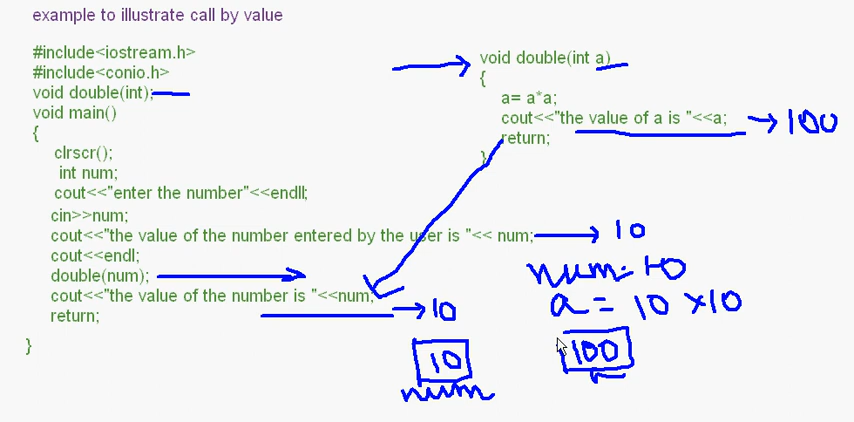 example to illustrate call by value
#include<iostream.h>
#include<conio.h>
void double(int);
void main()
{
clrscr();
int num;
cout<<"enter the number"<<endll;
cin>>num;
cout<<"the value of the number entered by the user is "<< num; 10
cout<<endl;
double(num);
cout<<"the value of the number is "<<num;
10
return;
}
10
num
void double(int a)
{
a= a*a;
cout<<"the value of a is "<<a; 100
return;
}
num=10
a = 10 x10
100